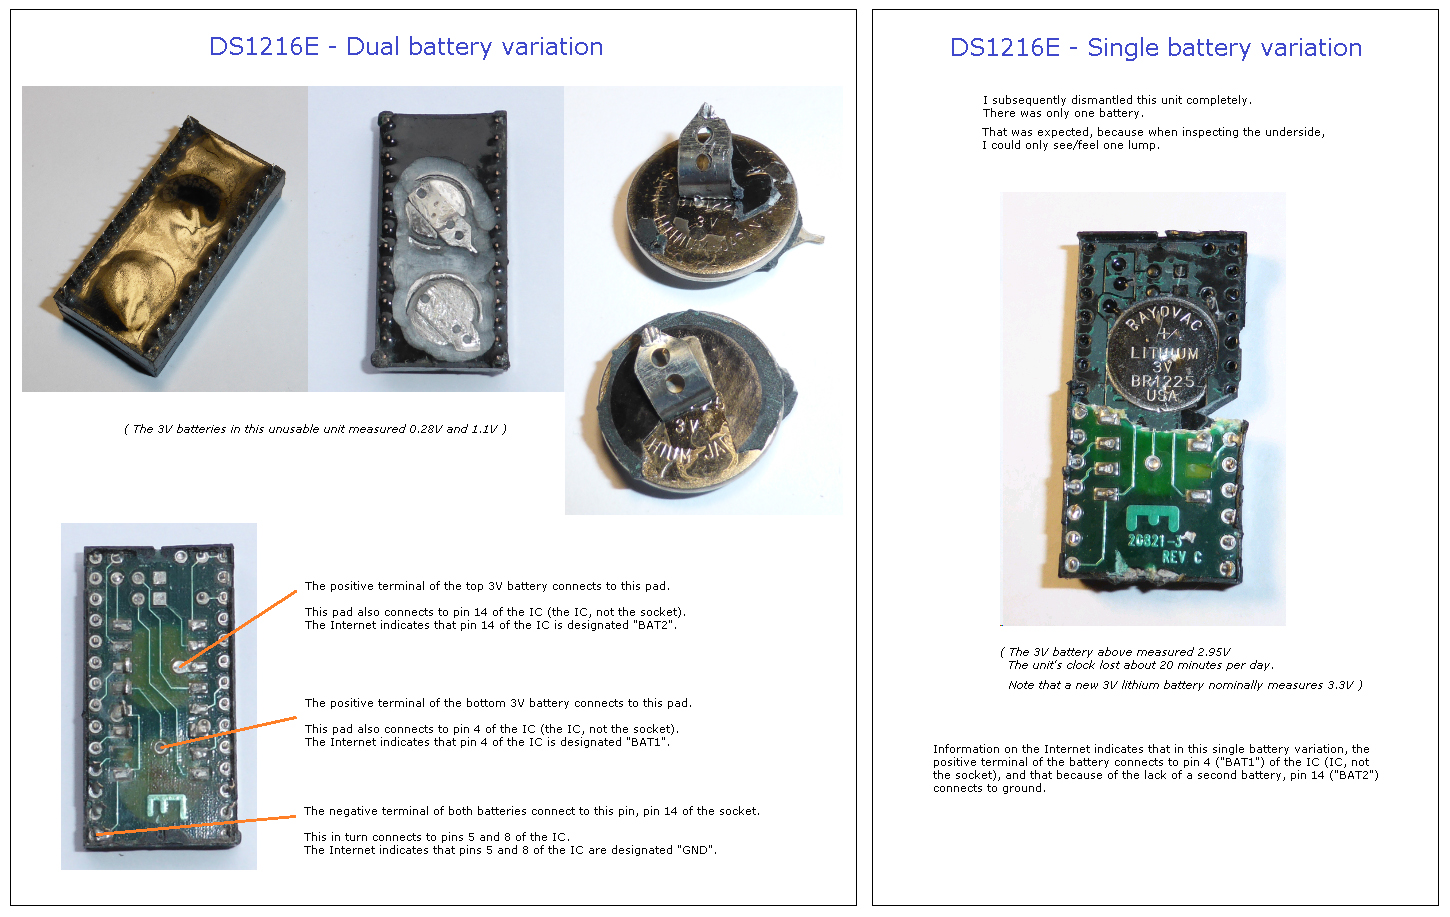 DS1216E - Dual battery variation
3V
3V
( The 3V batteries in this unusable unit measured 0.28V and 1.1V )
The positive terminal of the top 3V battery connects to this pad.
This pad also connects to pin 14 of the IC (the IC, not the socket).
The Internet indicates that pin 14 of the IC is designated "BAT2".
The positive terminal of the bottom 3V battery connects to this pad.
This pad also connects to pin 4 of the IC (the IC, not the socket).
The Internet indicates that pin 4 of the IC is designated "BAT1".
E
The negative terminal of both batteries connect to this pin, pin 14 of the socket.
This in turn connects to pins 5 and 8 of the IC.
The Internet indicates that pins 5 and 8 of the IC are designated "GND".
DS1216E - Single battery variation
I subsequently dismantled this unit completely.
There was only one battery.
That was expected, because when inspecting the underside,
I could only see/feel one lump.
RAYOVAC
LITHIUM
3V
BR1225
USA
E
20821-3
REV C
( The 3V battery above measured 2.95V
The unit's clock lost about 20 minutes per day.
Note that a new 3V lithium battery nominally measures 3.3V )
Information on the Internet indicates that in this single battery variation, the
positive terminal of the battery connects to pin 4 ("BAT1") of the IC (IC, not
the socket), and that because of the lack of a second battery, pin 14 ("BAT2")
connects to ground.